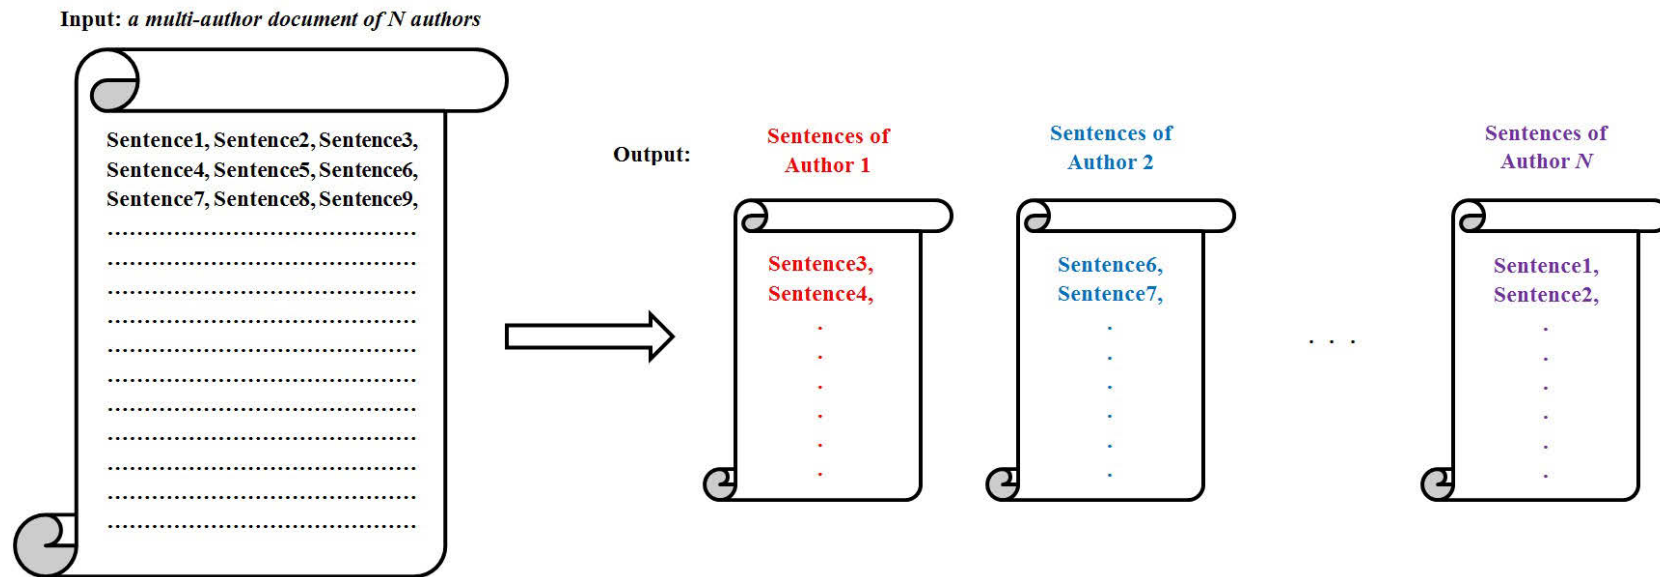 Input: a multi-author document of N authors
Sentence1, Sentence2, Sentence3,
Sentence4, Sentence5, Sentence6,
Sentence7, Sentence8, Sentence9,
..........................................
..........................................
..........................................
..........................................
..........................................
..........................................
..........................................
..........................................
..........................................
..........................................
..........................................
Output:
Sentences of
Author 1
Sentence3,
Sentence4,
.
.
.
.
.
.
Sentences of
Author 2
Sentence6,
Sentence7,
.
.
.
.
.
.
. . .
Sentences of
Author N
Sentence1,
Sentence2,
.
.
.
.
.
.